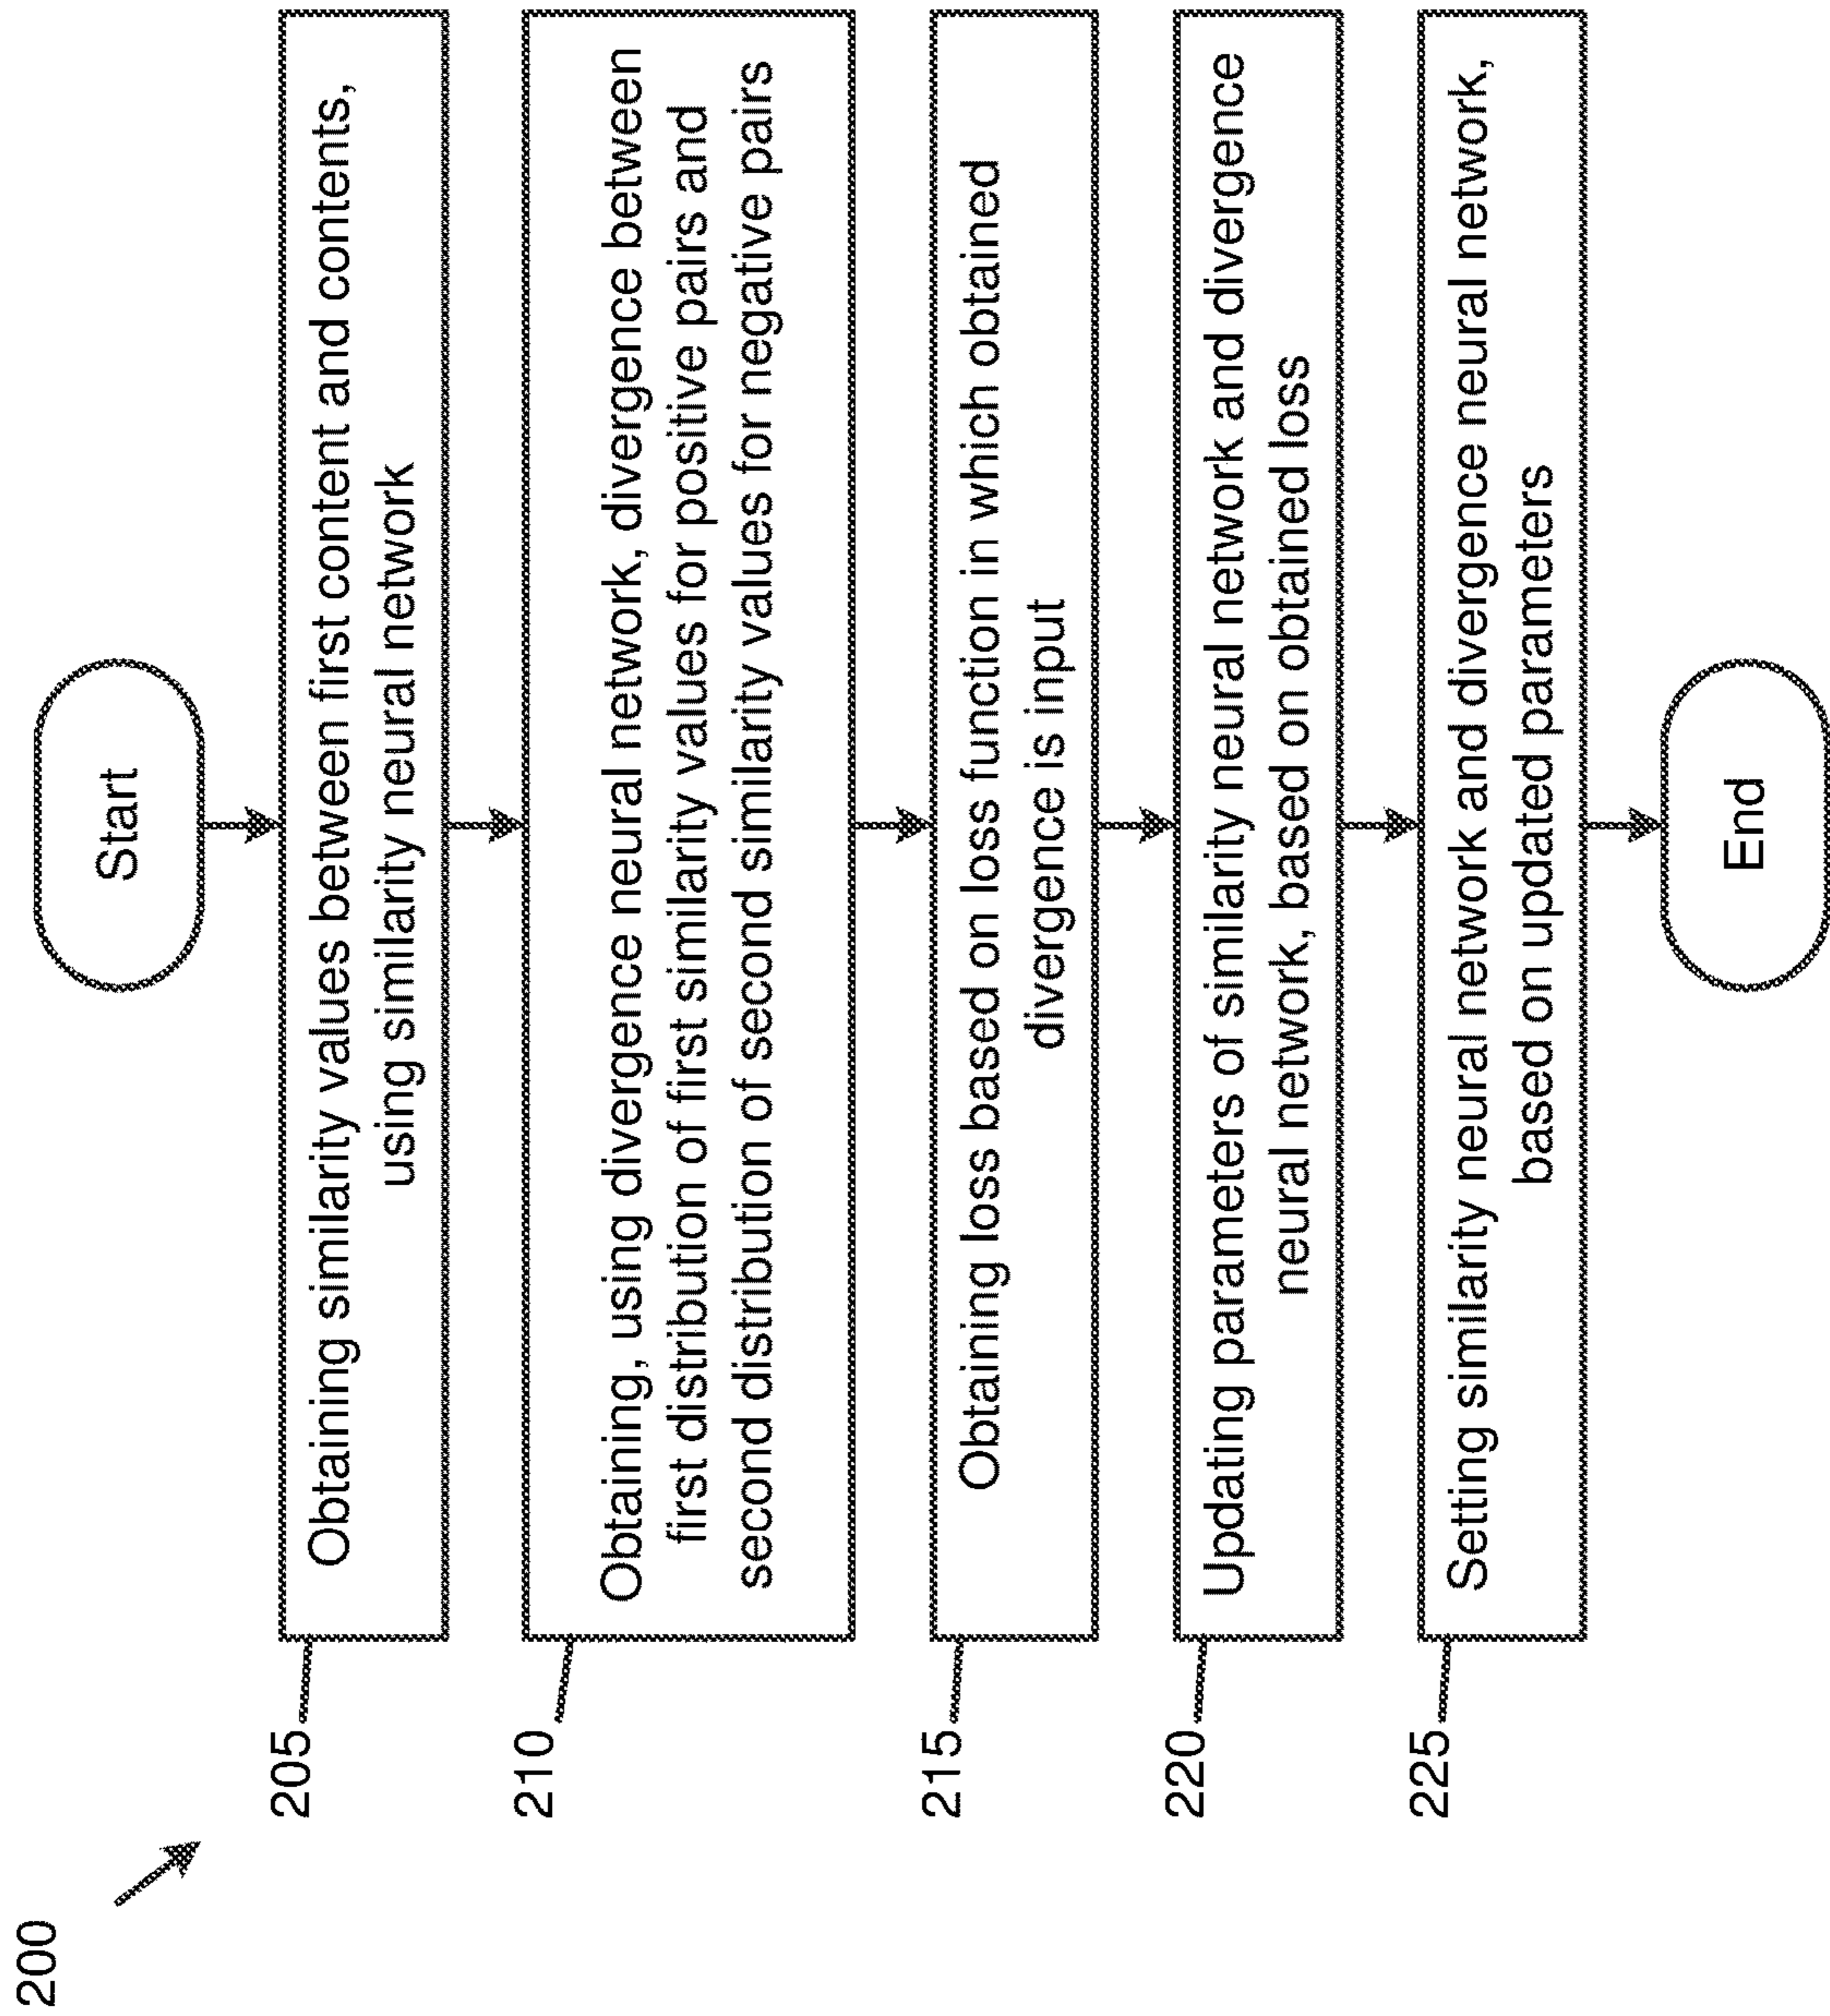 200
Start
205
Obtaining similarity values between first content and contents,
using similarity neural network
210
Obtaining, using divergence neural network, divergence between
first distribution of first similarity values for positive pairs and
second distribution of second similarity values for negative pairs
215
Obtaining loss based on loss function in which obtained
divergence is input
220
Updating parameters of similarity neural network and divergence
neural network, based on obtained loss
225
Setting similarity neural network and divergence neural network,
based on updated parameters
End